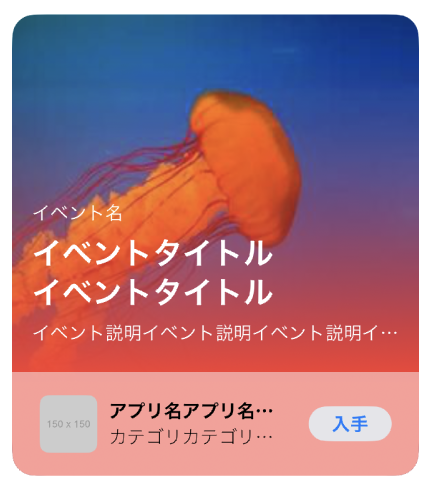 イベント名
イベントタイトル
イベントタイトル
イベント説明イベント説明イベント説明イ…
150 x 150
アプリ名アプリ名…
カテゴリカテゴリ…
入手